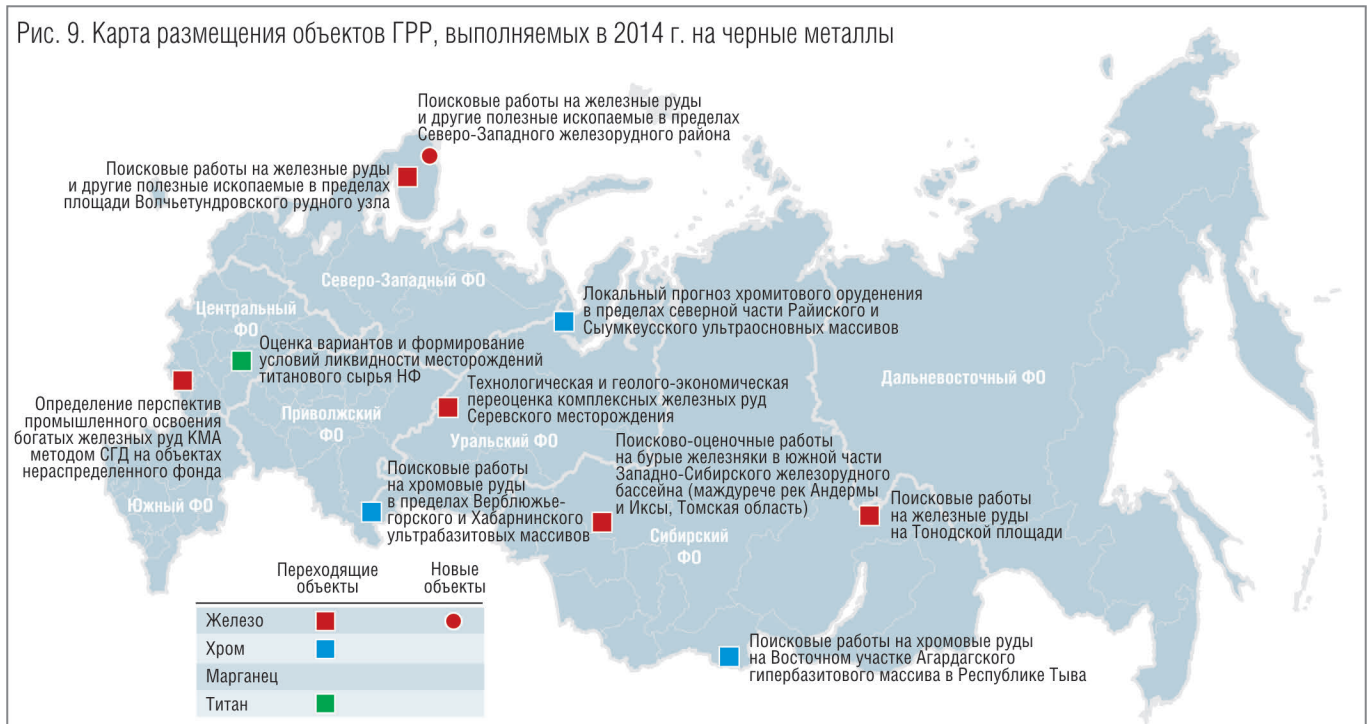 Рис. 9. Карта размещения объектов ГРР, выполняемых в 2014 г. на черные металлы
Поисковые работы на железные руды
и другие полезные ископаемые в пределах
Северо-Западного железорудного района
Поисковые работы на железные руды
и другие полезные ископаемые в пределах
площади Волчьетундровского рудного узла
Северо-Западный ФО
Центральный
ФО
Локальный прогноз хромитового оруденения
в пределах северной части Райиского и
Сыумкеусского ультраосновных массивов
Оценка вариантов и формирование
условий ликвидности месторождений
титанового сырья НФ
Дальневосточный ФО
Технологическая и геолого-экономическая
переоценка комплексных железных руд
Серевского месторождения
Определение перспектив
промышленного освоения
богатых железных руд КМА
методом СГД на объектах
нераспределенного фонда
Приволжский
ФО
Уральский ФО
Поисково-оценочные работы
на бурые железняки в южной части
Западно-Сибирского железорудного
бассейна (маждурече рек Андермы
и Иксы, Томская область)
Поисковые работы
на хромовые руды
в пределах Верблюжье-
горского и Хабарнинского
ультрабазитовых массивов
Южный ФО
Поисковые работы
на железные руды
на Тонодской площади
Сибирский
ФО
Переходящие
объекты
Новые
объекты
Железо
Хром
Марганец
Титан
Поисковые работы на хромовые руды
на Восточном участке Агардагского
гипербазитового массива в Республике Тыва